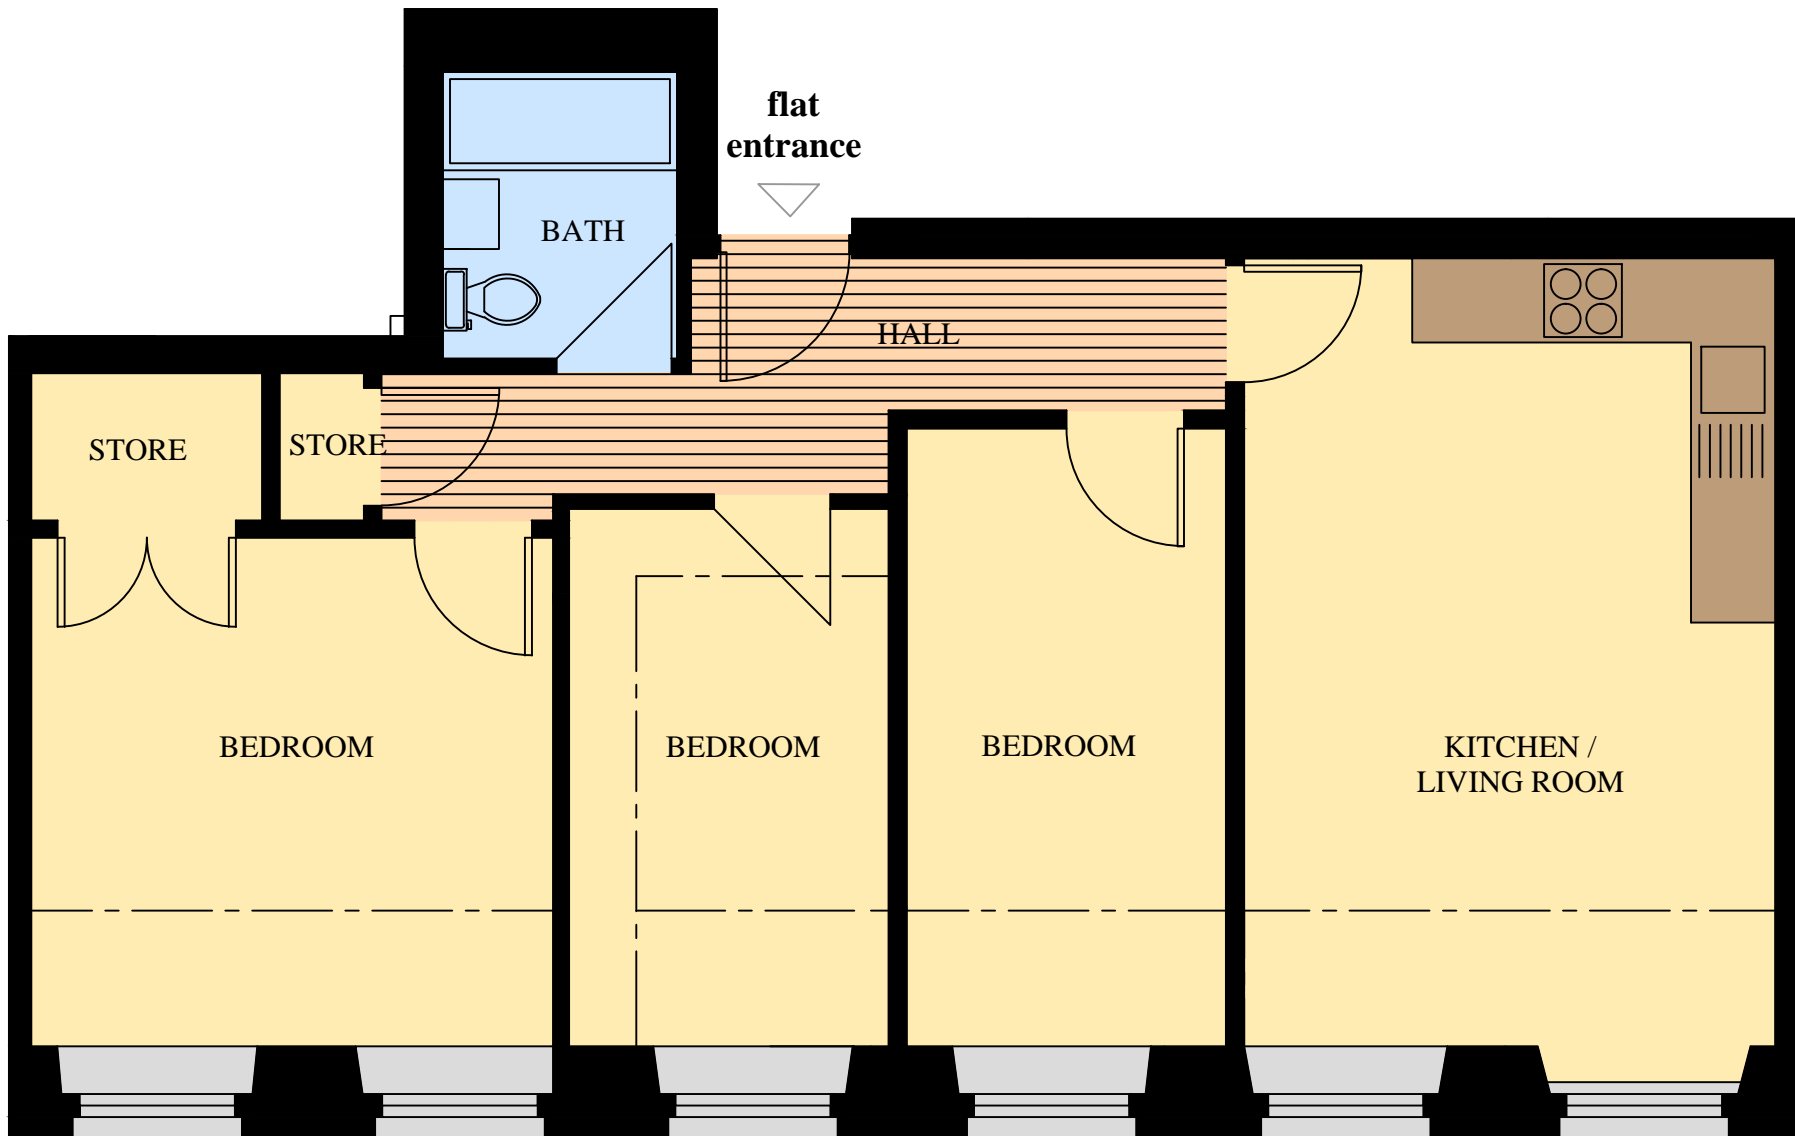 flat
entrance
BATH
HALL
STORE
STORE
BEDROOM
BEDROOM
BEDROOM
KITCHEN /
LIVING ROOM